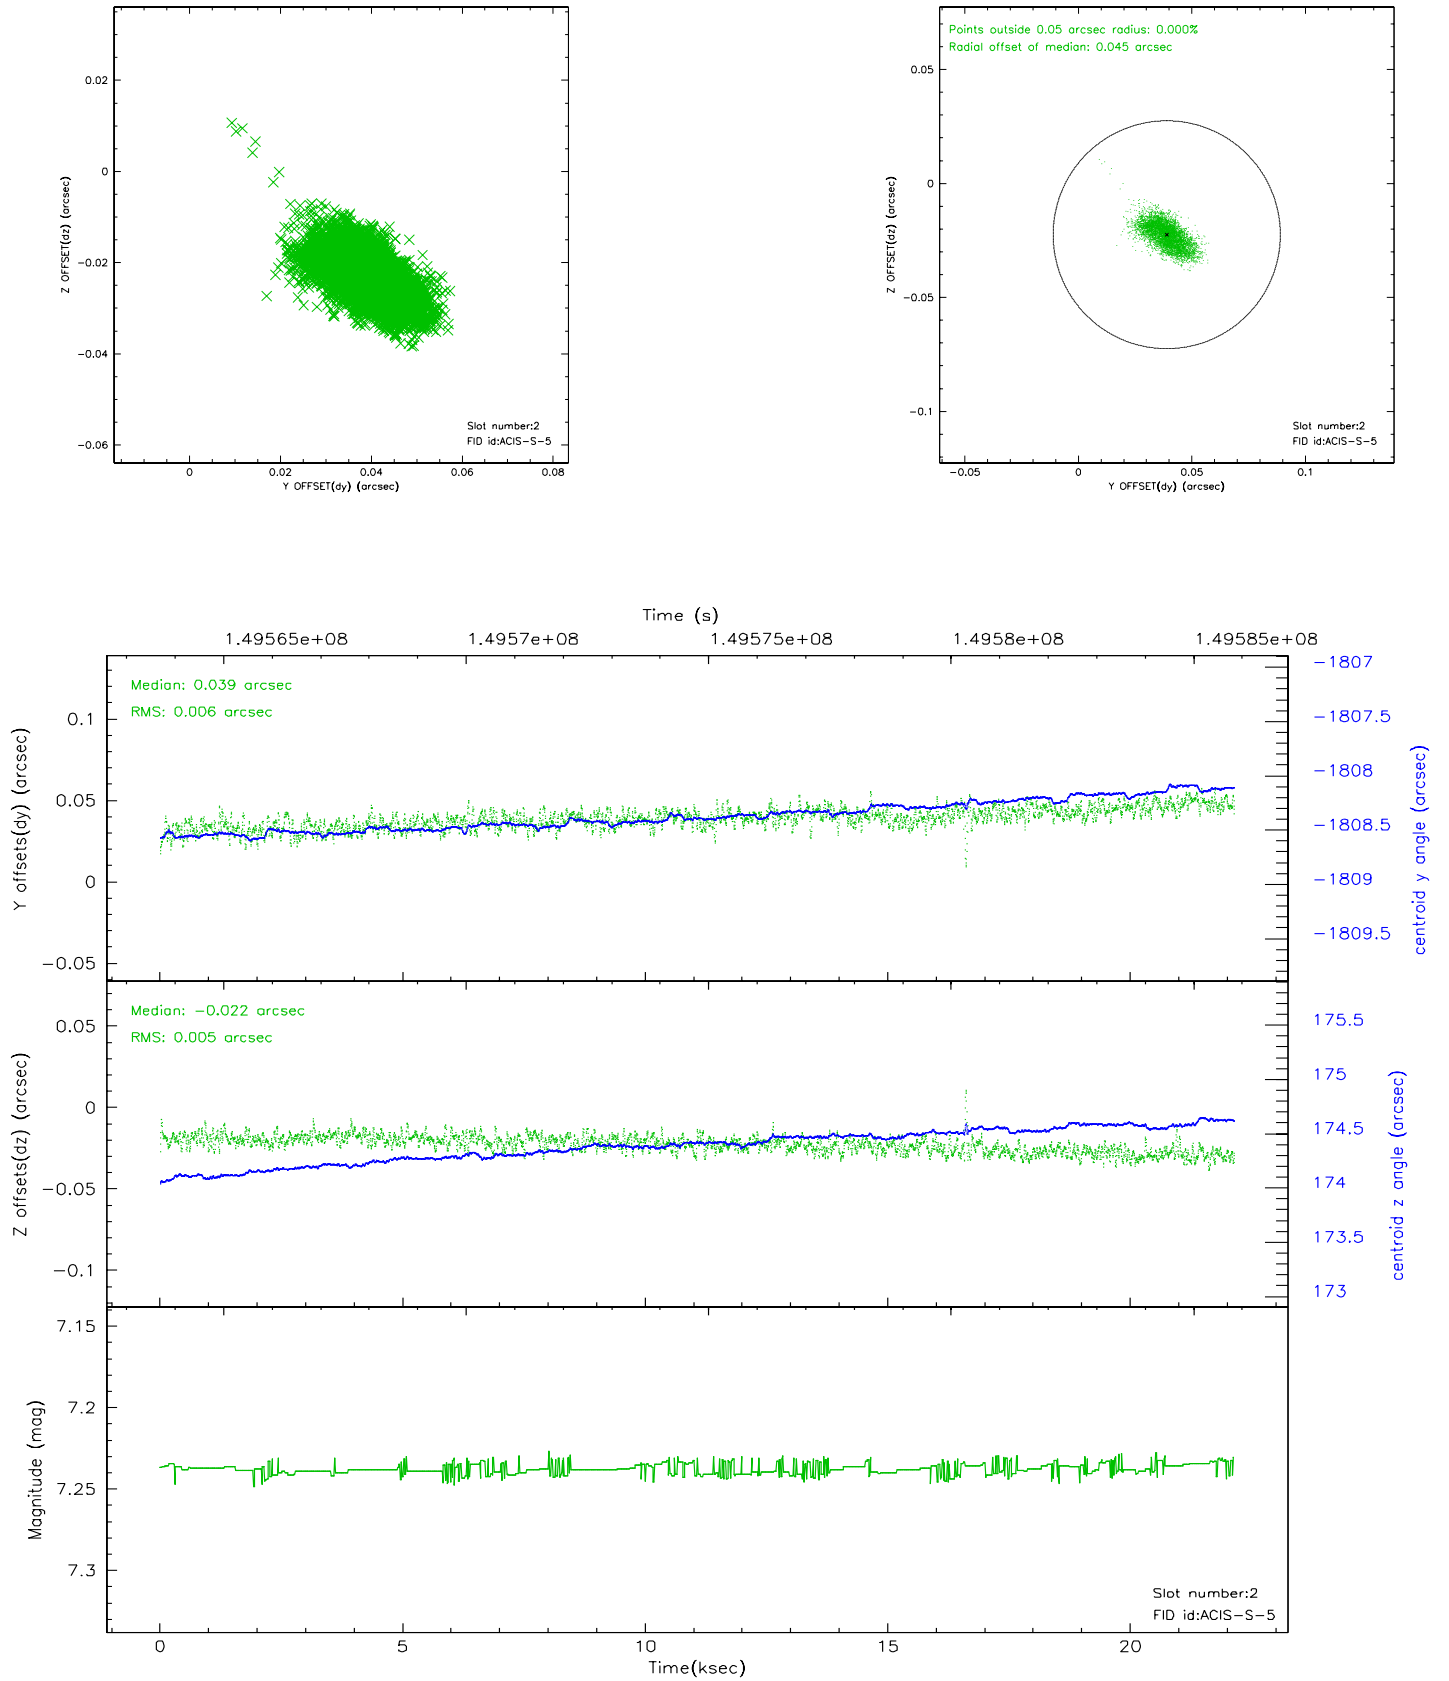 0.02
0
-0.02
-0.04
-0.06
Z OFFSET(dz) (arcsec)
0
0.02
0.04
0.06
0.08
Y OFFSET(dy) (arcsec)
Slot number:2
FID id:ACIS-S-5
Points outside 0.05 arcsec radius: 0.000%
Radial offset of median: 0.045 arcsec
0.05
0
-0.05
-0.1
Z OFFSET(dz) (arcsec)
-0.05
0
0.05
0.1
Y OFFSET(dy) (arcsec)
Slot number:2
FID id:ACIS-S-5
Time (s)
1.49565e+08
1.4957e+08
1.49575e+08
1.4958e+08
1.49585e+08
Median: 0.039 arcsec
RMS: 0.006 arcsec
0.1
0.05
0
-0.05
Y offsets(dy) (arcsec)
-1807
-1807.5
-1808
-1808.5
-1809
-1809.5
centroid y angle (arcsec)
Median: -0.022 arcsec
RMS: 0.005 arcsec
0.05
0
-0.05
-0.1
Z offsets(dz) (arcsec)
175.5
175
174.5
174
173.5
173
centroid z angle (arcsec)
7.15
7.2
7.25
7.3
Magnitude (mag)
Slot number:2
FID id:ACIS-S-5
0
5
10
15
20
Time(ksec)